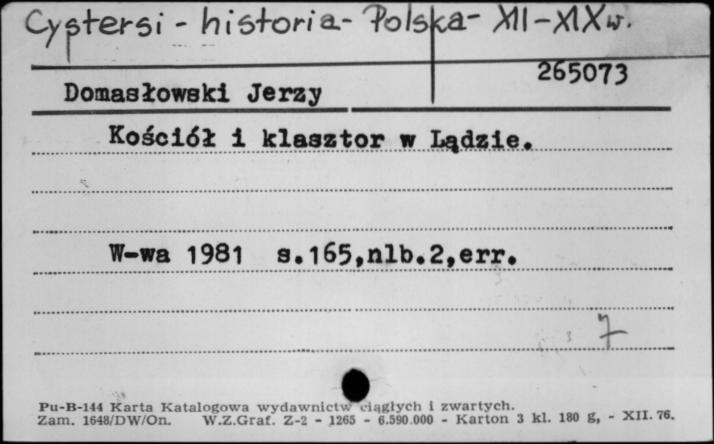 Cystersi - historia - Polska - XII-XIX w.
265073
Domasłowski Jerzy
Kościół i klasztor w Lądzie.
W-wa 1981 s.165,nlb.2,err.
7
Pu-B-144 Karta Katalogowa wydawnictw ciągłych i zwartych.
Zam. 1648/DW/On. W.Z.Graf. Z-2 - 1265 - 6.590.000 - Karton 3 kl. 180 g, - XII. 76.